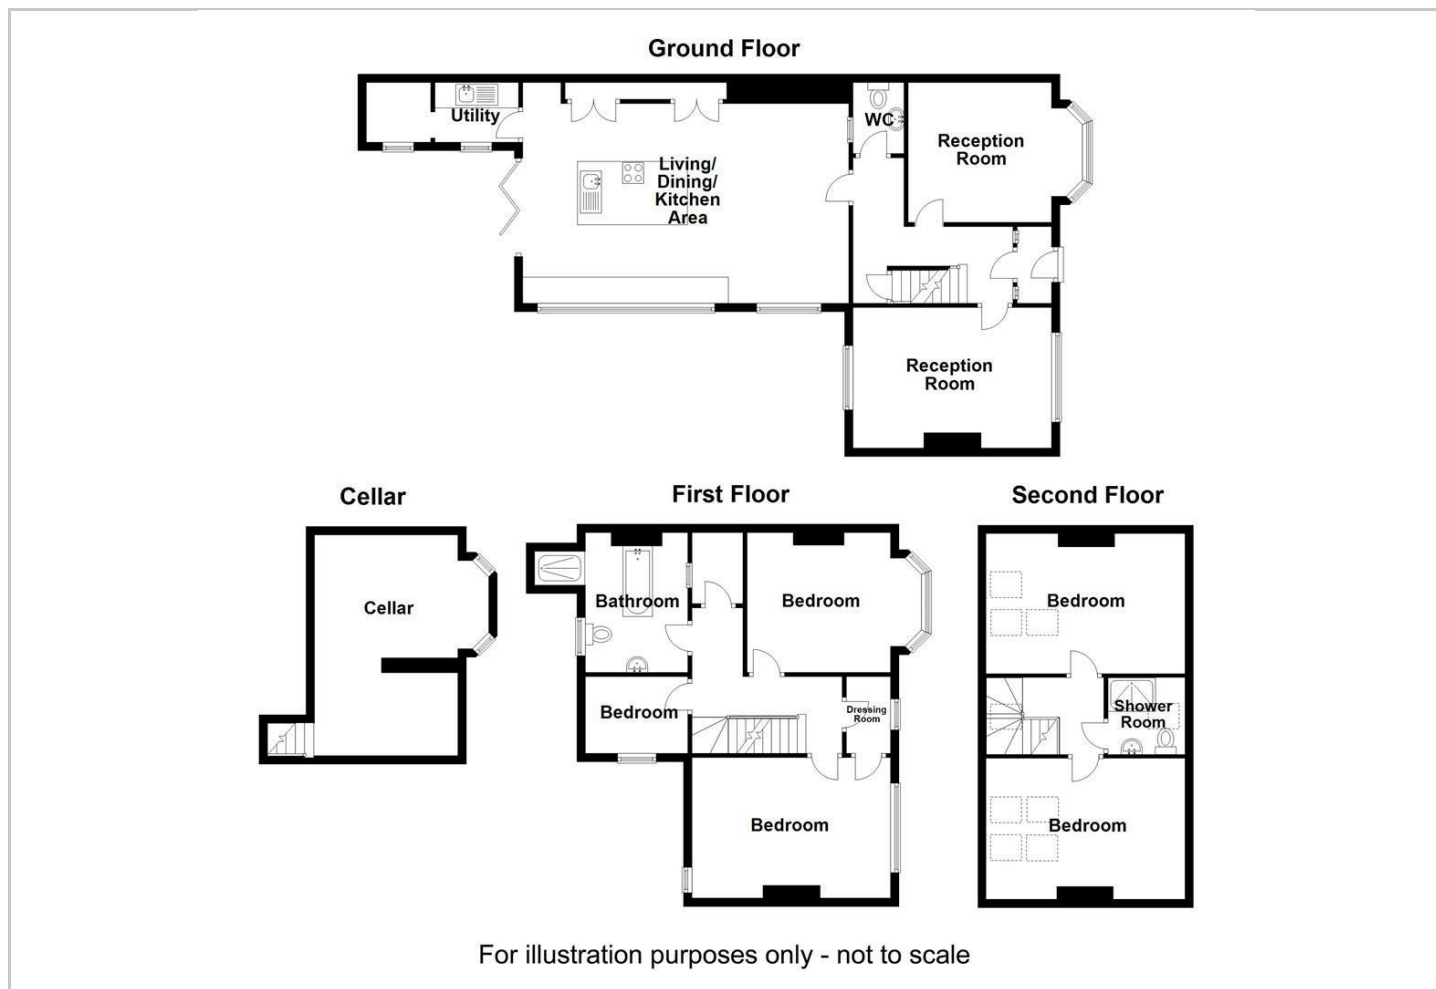 Ground Floor
Utility
WC
Reception
Room
Living/
Dining/
Kitchen
Area
Reception
Room
Cellar
Cellar
First Floor
Bathroom
Bedroom
Bedroom
Dressing
Room
Bedroom
Second Floor
Bedroom
Shower
Room
Bedroom
For illustration purposes only - not to scale